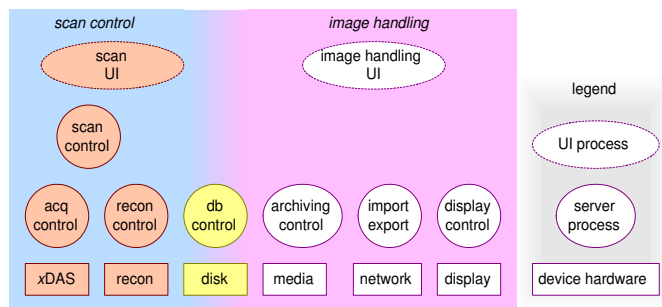 scan control
image handling
scan
UI
image handling
UI
legend
scan
control
UI process
acq
control
recon
control
db
control
archiving
control
import
export
display
control
server
process
xDAS
recon
disk
media
network
display
device hardware